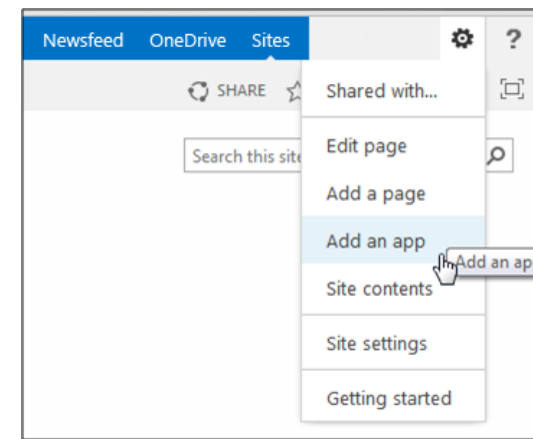 Newsfeed OneDrive Sites ?
SHARE
Shared with...
Search this site
Edit page
Add a page
Add an app
Add an ap
Site contents
Site settings
Getting started